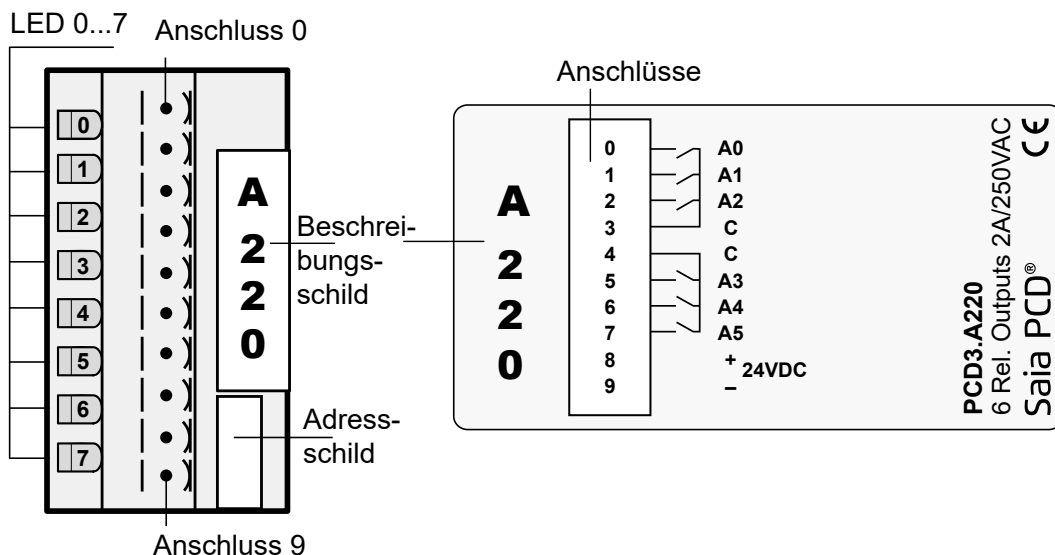 LED 0...7
Anschluss 0
0
1
2
3
4
5
6
7
A
2
2
0
Beschrei-
bungs-
schild
Adress-
schild
Anschluss 9
Anschlüsse
A
2
2
0
0 A0
1 A1
2 A2
3 C
4 C
5 A3
6 A4
7 A5
8 +
24VDC
9 –
PCD3.A220
6 Rel. Outputs 2A/250VAC
Saia PCD® CE